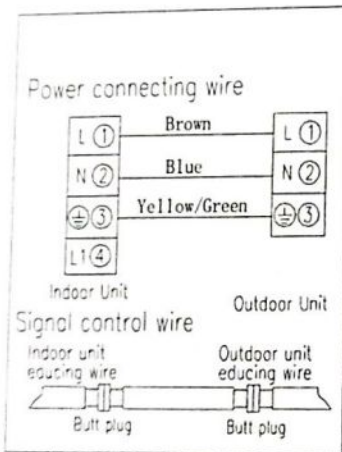 Power connecting wire
L ① Brown L ①
N ② Blue N ②
⏚ ③ Yellow/Green ⏚ ③
L1 ④
Indoor Unit Outdoor Unit
Signal control wire
Indoor unit Outdoor unit
educing wire educing wire
Butt plug Butt plug